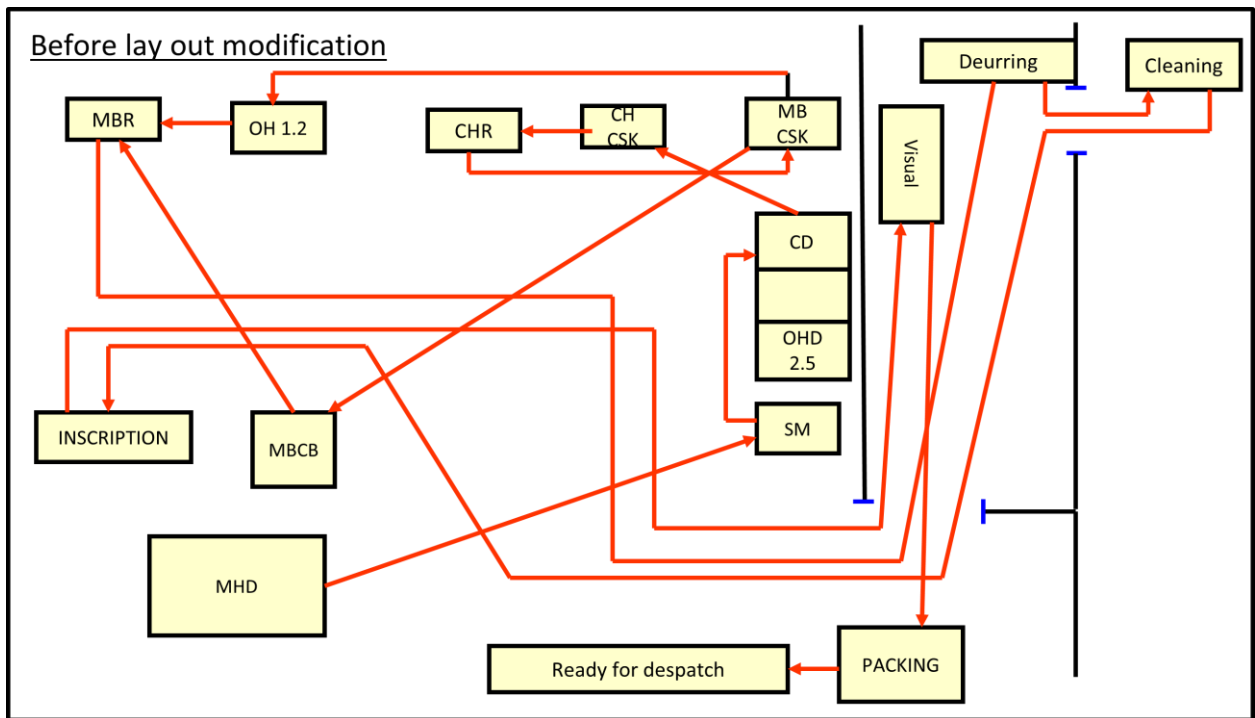 Before lay out modification
Deurring
Cleaning
MBR
OH 1.2
CHR
CH
CSK
MB
CSK
Visual
CD
OHD
2.5
INSCRIPTION
MBCB
SM
MHD
Ready for despatch
PACKING